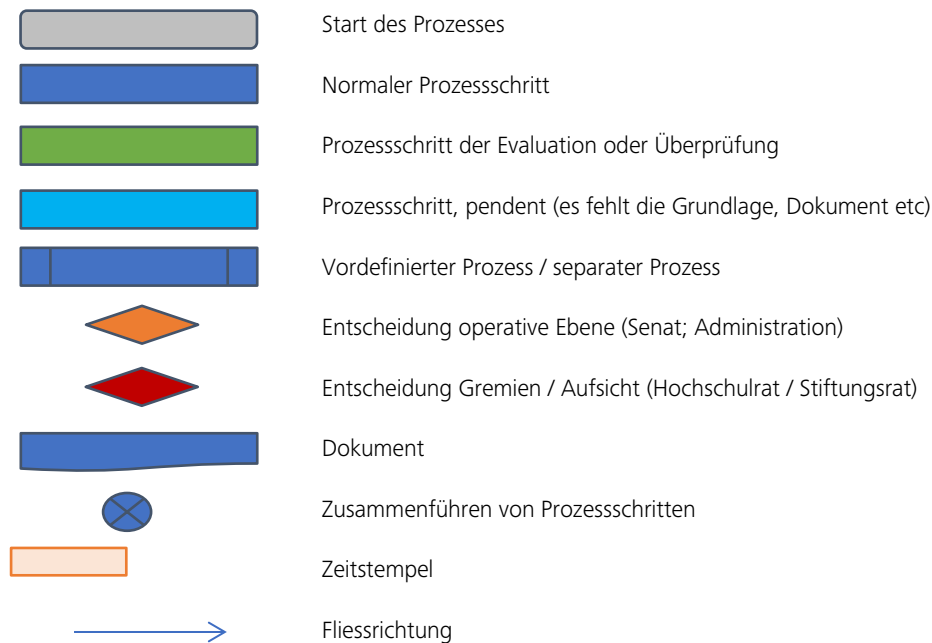 Start des Prozesses
Normaler Prozessschritt
Prozessschritt der Evaluation oder Überprüfung
Prozessschritt, pendent (es fehlt die Grundlage, Dokument etc)
Vordefinierter Prozess / separater Prozess
Entscheidung operative Ebene (Senat; Administration)
Entscheidung Gremien / Aufsicht (Hochschulrat / Stiftungsrat)
Dokument
Zusammenführen von Prozessschritten
Zeitstempel
Fliessrichtung